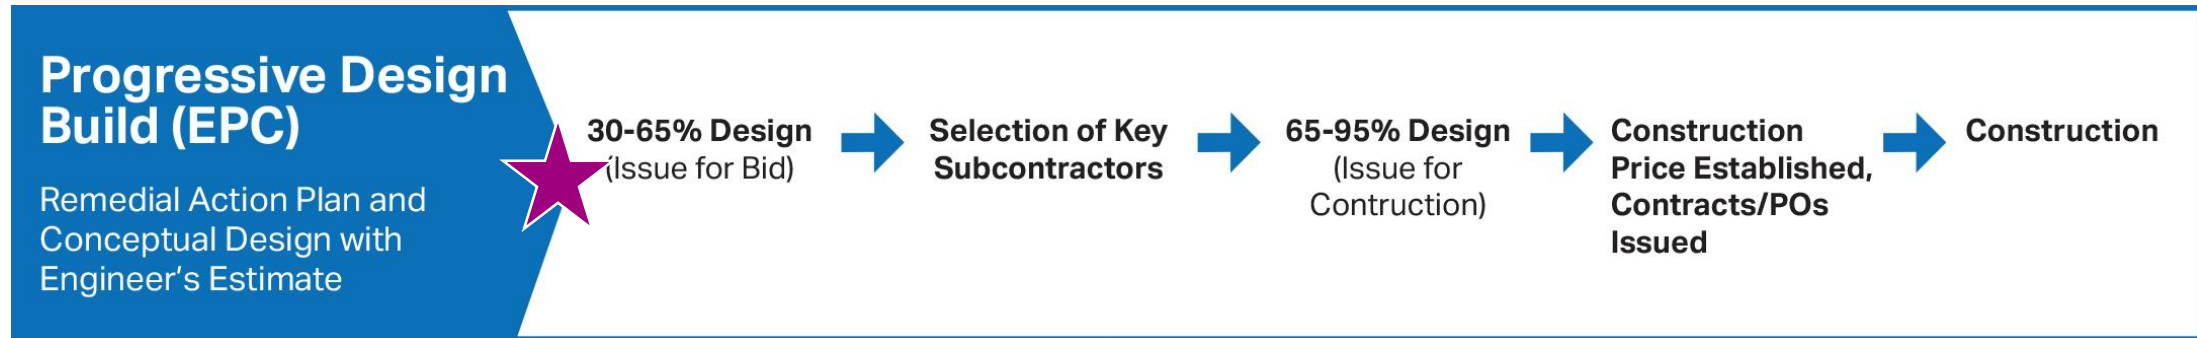 Progressive Design
Build (EPC)
Remedial Action Plan and
Conceptual Design with
Engineer's Estimate
30-65% Design
(Issue for Bid)
Selection of Key
Subcontractors
65-95% Design
(Issue for
Contruction)
Construction
Price Established,
Contracts/POs
Issued
Construction